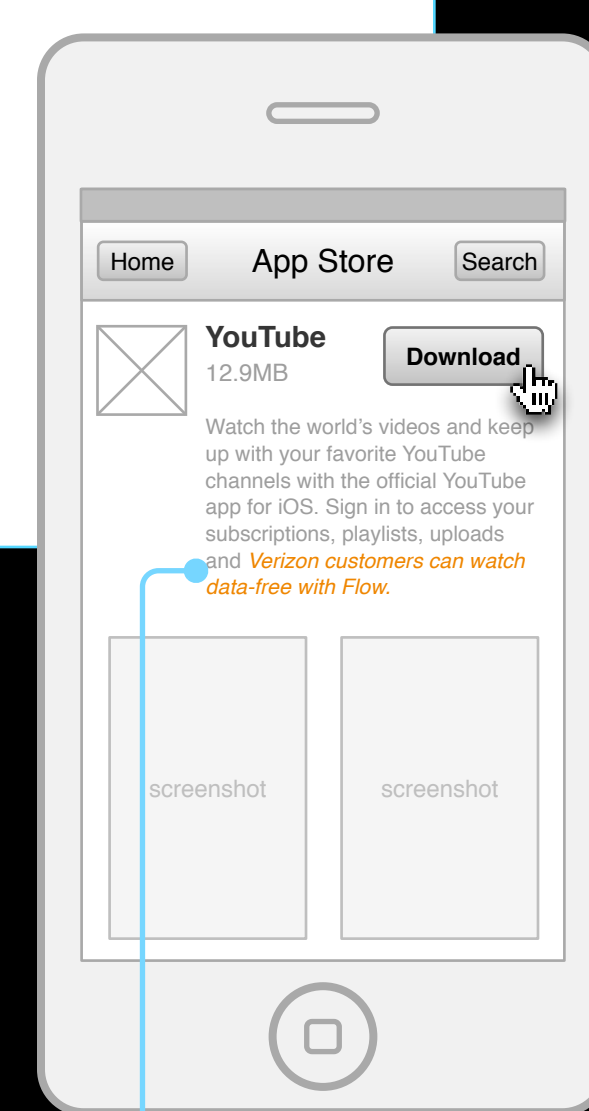 Home App Store Search
YouTube
12.9MB
Download
Watch the world’s videos and keep
up with your favorite YouTube
channels with the official YouTube
app for iOS. Sign in to access your
subscriptions, playlists, uploads
and Verizon customers can watch
data-free with Flow.
screenshot screenshot